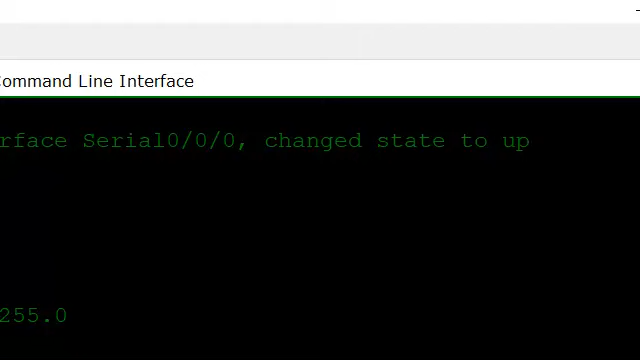 ommand Line Interface
rface Serial0/0/0, changed state to up
255.0